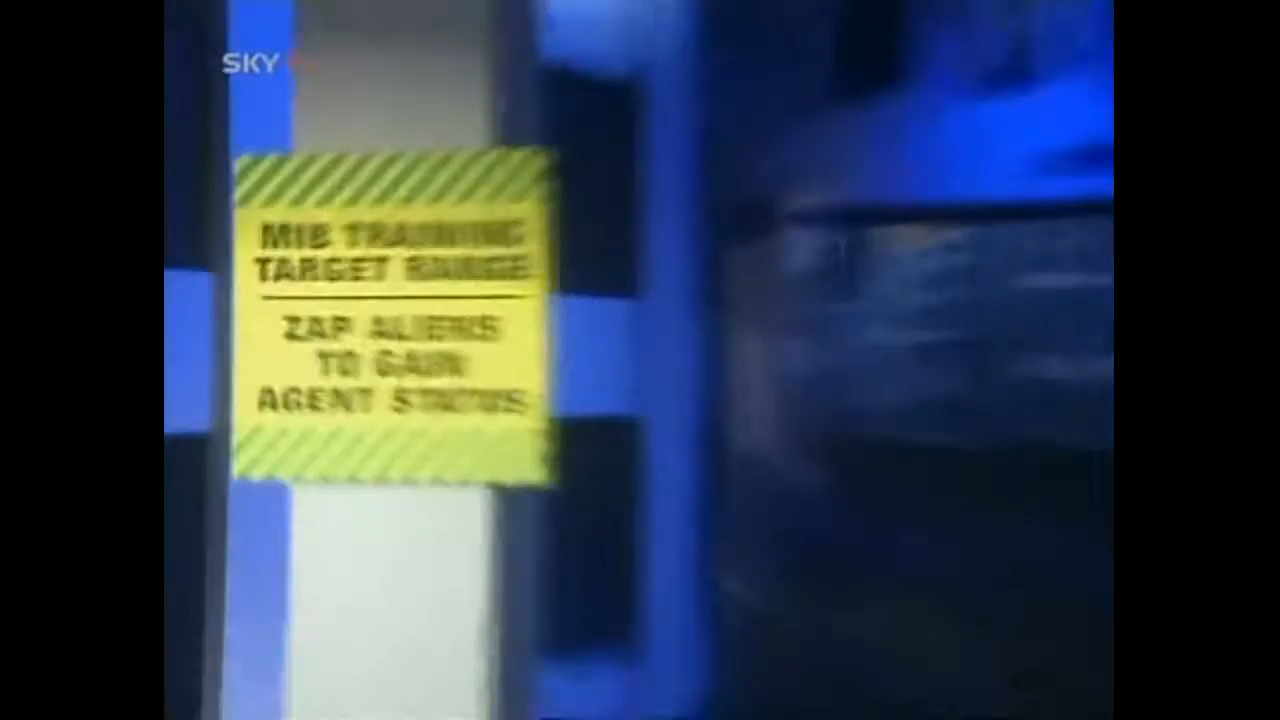 SKY
MIB TRAINING
TARGET RANGE
ZAP ALIENS
TO GAIN
AGENT STATUS